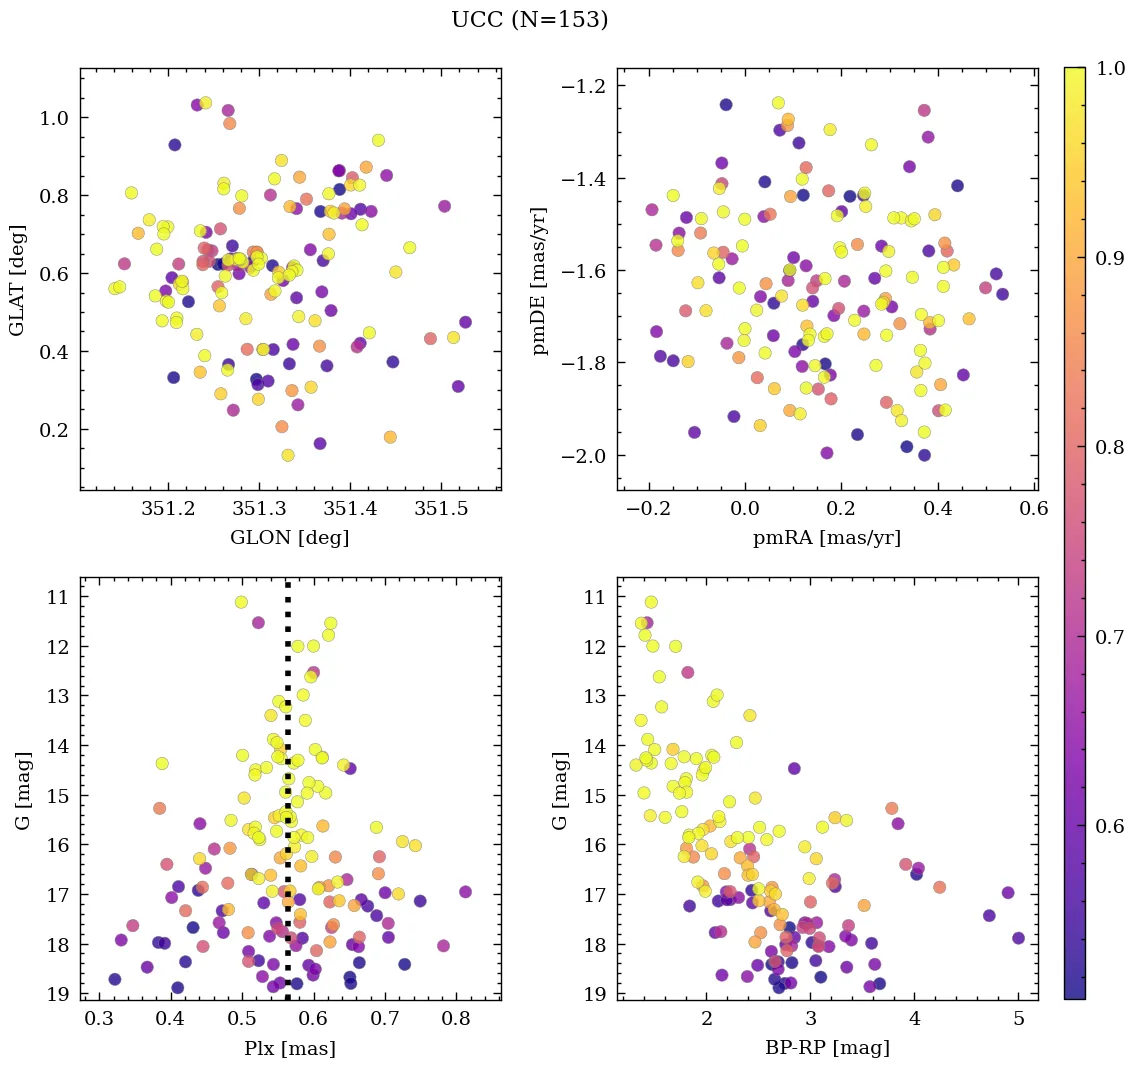 UCC (N=153)
GLAT [deg]
1.0
0.8
0.6
0.4
0.2
351.2 351.3 351.4 351.5
GLON [deg]
pmDE [mas/yr]
−1.2
−1.4
−1.6
−1.8
−2.0
−0.2 0.0 0.2 0.4 0.6
pmRA [mas/yr]
1.0
0.9
0.8
0.7
0.6
G [mag]
11
12
13
14
15
16
17
18
19
0.3 0.4 0.5 0.6 0.7 0.8
Plx [mas]
G [mag]
11
12
13
14
15
16
17
18
19
2 3 4 5
BP-RP [mag]